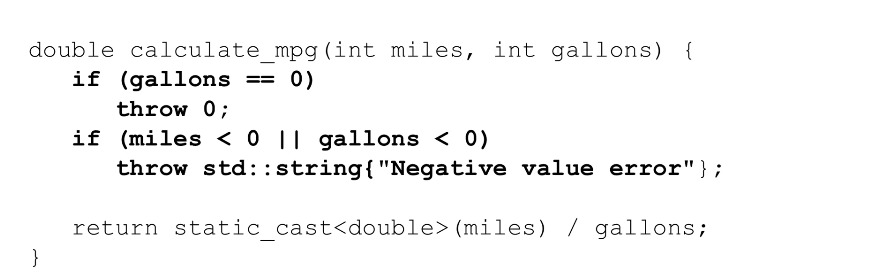 double calculate_mpg(int miles, int gallons) {
if (gallons == 0)
throw 0;
if (miles < 0 || gallons < 0)
throw std::string{"Negative value error"};
return static_cast<double>(miles) / gallons;
}